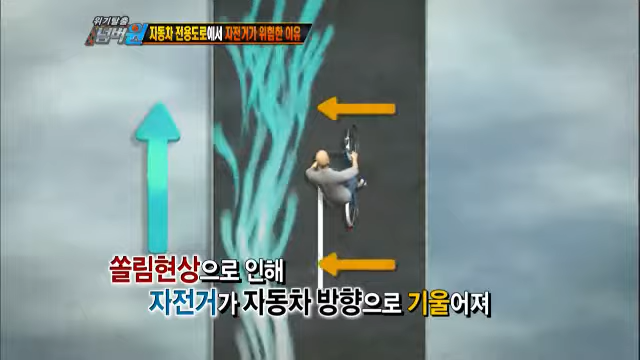 위기탈출
넘버원
자동차 전용도로에서 자전거가 위험한 이유
쏠림현상으로 인해
자전거가 자동차 방향으로 기울어져